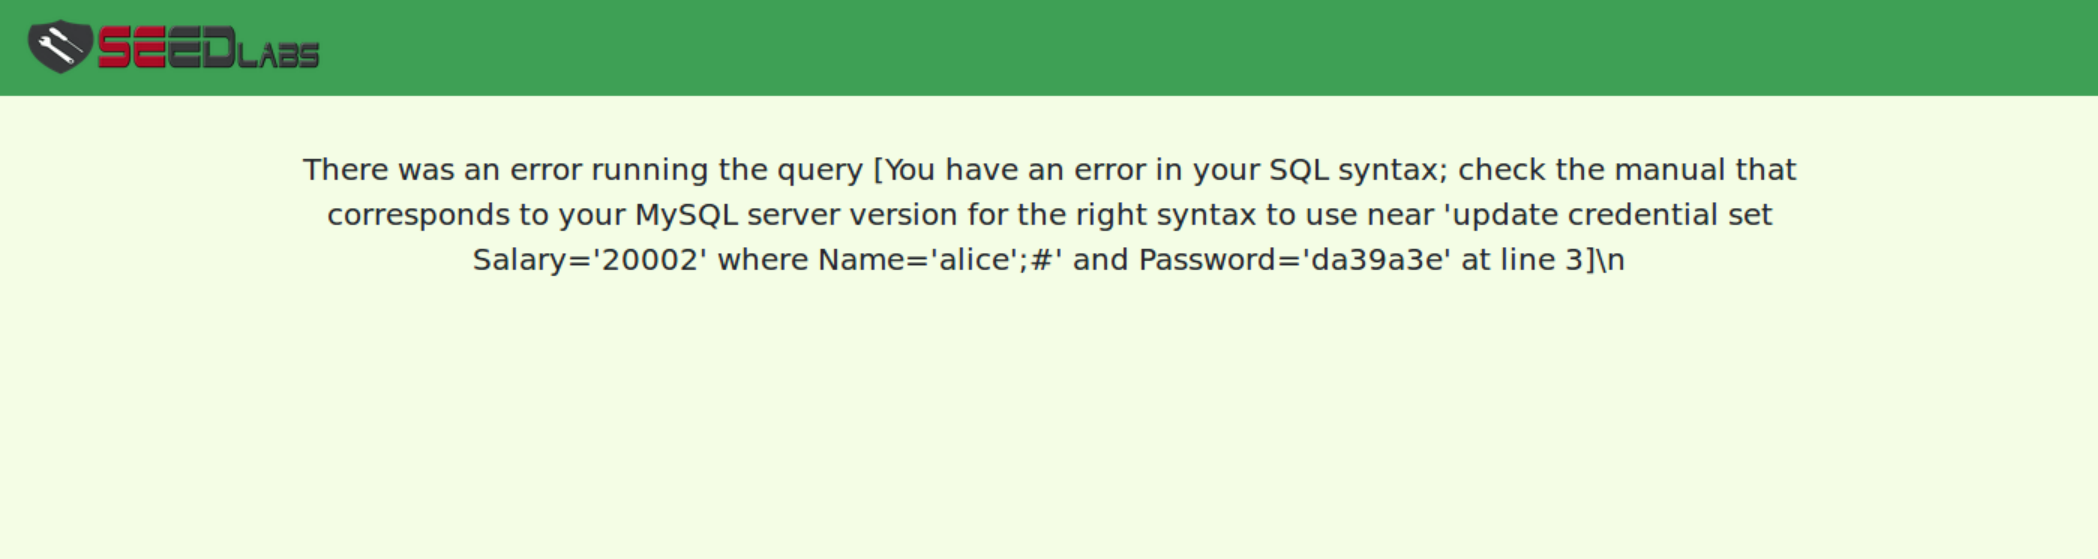 SEEDLABS
There was an error running the query [You have an error in your SQL syntax; check the manual that
corresponds to your MySQL server version for the right syntax to use near 'update credential set
Salary='20002' where Name='alice';#' and Password='da39a3e' at line 3]\n